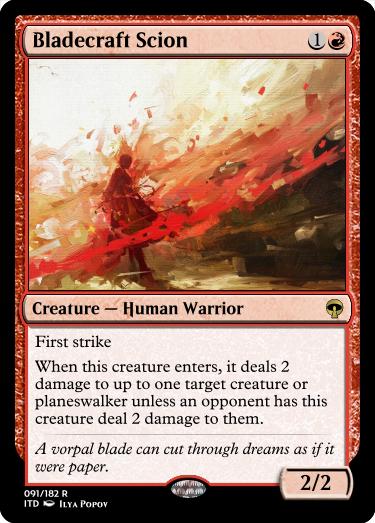 Bladecraft Scion 1
Creature — Human Warrior
First strike
When this creature enters, it deals 2
damage to up to one target creature or
planeswalker unless an opponent has this
creature deal 2 damage to them.
A vorpal blade can cut through dreams as if it
were paper.
2/2
091/182 R
ITD Ilya Popov